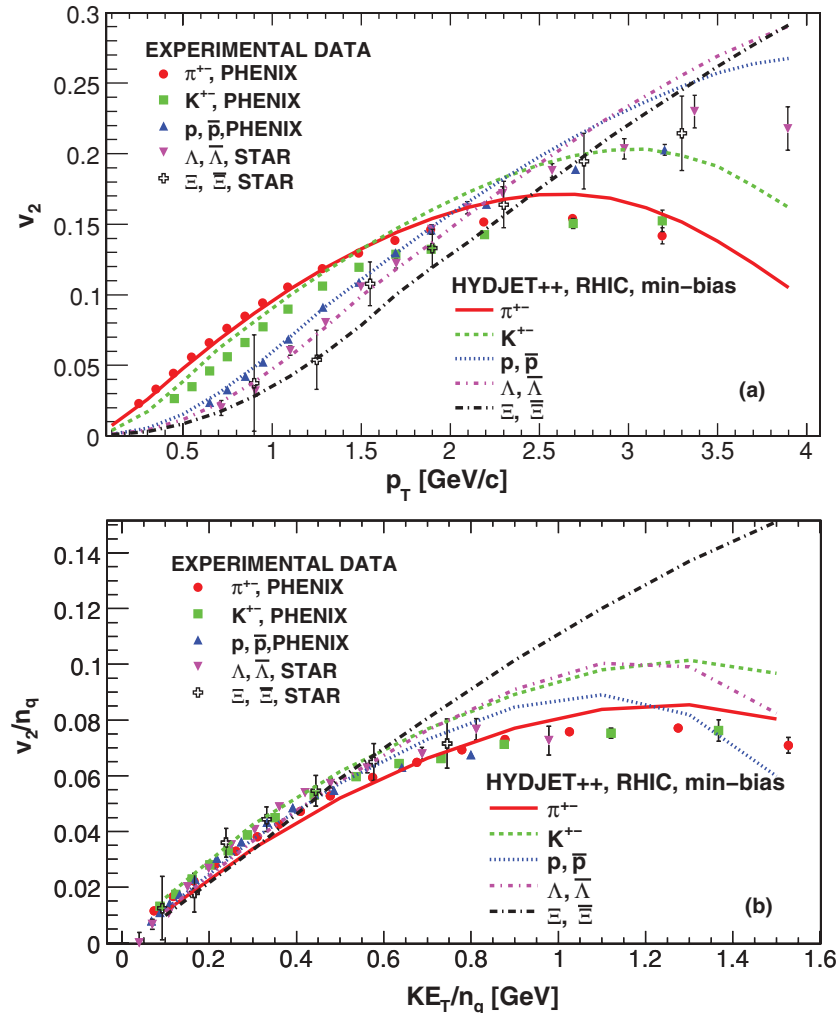 EXPERIMENTAL DATA
π⁺⁻, PHENIX
K⁺⁻, PHENIX
p, p̅,PHENIX
Λ, Λ̅, STAR
Ξ, Ξ̅, STAR
HYDJET++, RHIC, min-bias
π⁺⁻
K⁺⁻
p, p̅
Λ, Λ̅
Ξ, Ξ̅
(a)
v₂
0.3
0.25
0.2
0.15
0.1
0.05
0
0.5 1 1.5 2 2.5 3 3.5 4
p_T [GeV/c]
EXPERIMENTAL DATA
π⁺⁻, PHENIX
K⁺⁻, PHENIX
p, p̅,PHENIX
Λ, Λ̅, STAR
Ξ, Ξ̅, STAR
HYDJET++, RHIC, min-bias
π⁺⁻
K⁺⁻
p, p̅
Λ, Λ̅
Ξ, Ξ̅
(b)
v₂/n_q
0.14
0.12
0.1
0.08
0.06
0.04
0.02
0
0 0.2 0.4 0.6 0.8 1 1.2 1.4 1.6
KE_T/n_q [GeV]